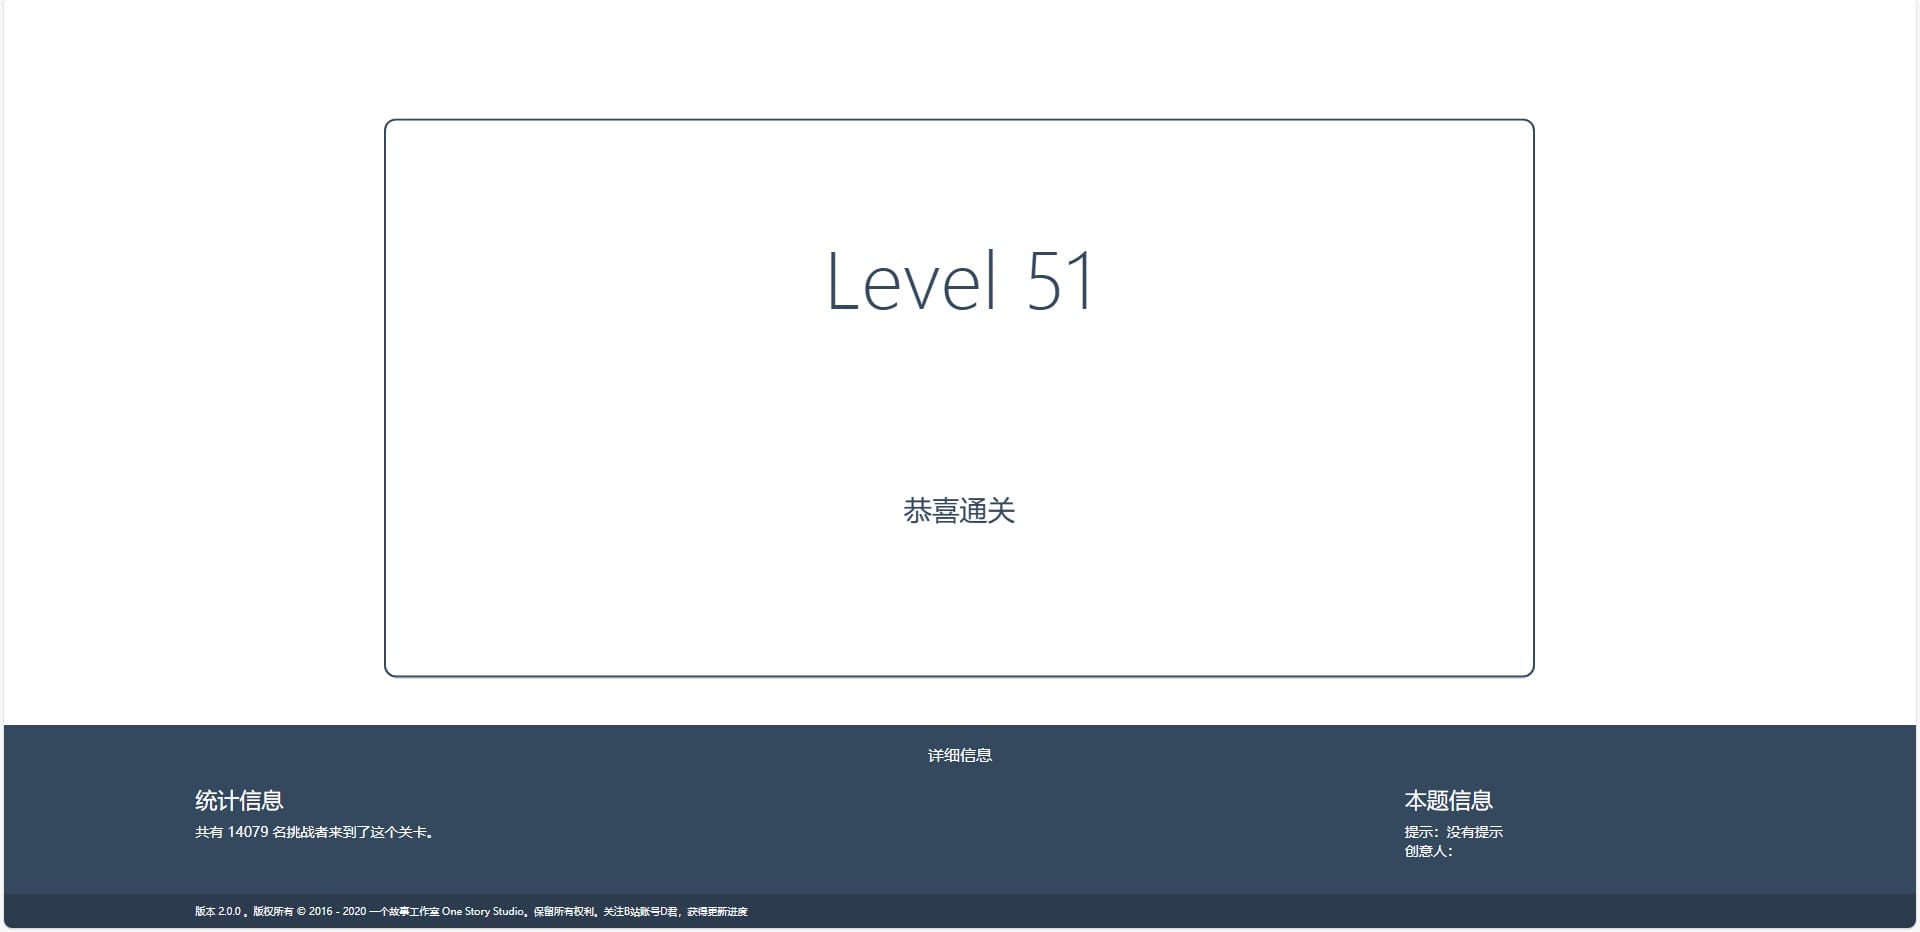 Level 51
恭喜通关
详细信息
统计信息
共有 14079 名挑战者来到了这个关卡。
本题信息
提示：没有提示
创意人：
版本 2.0.0 。版权所有 © 2016 - 2020 一个故事工作室 One Story Studio。保留所有权利。关注B站账号D君，获得更新进度